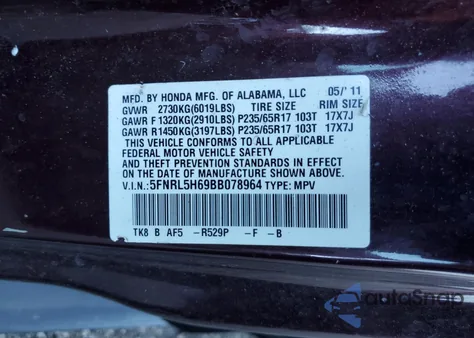 MFD. BY HONDA MFG. OF ALABAMA, LLC 05/'11
GVWR 2730KG(6019LBS) TIRE SIZE RIM SIZE
GAWR F 1320KG(2910LBS) P235/65R17 103T 17X7J
GAWR R1450KG(3197LBS) P235/65R17 103T 17X7J
THIS VEHICLE CONFORMS TO ALL APPLICABLE
FEDERAL MOTOR VEHICLE SAFETY, BUMPER,
AND THEFT PREVENTION STANDARDS IN EFFECT
ON THE DATE OF MANUFACTURE SHOWN ABOVE.
V.I.N:5FNRL5H69BB078964 TYPE: MPV
TK8 B AF5 -R529P -F -B
autoSnap